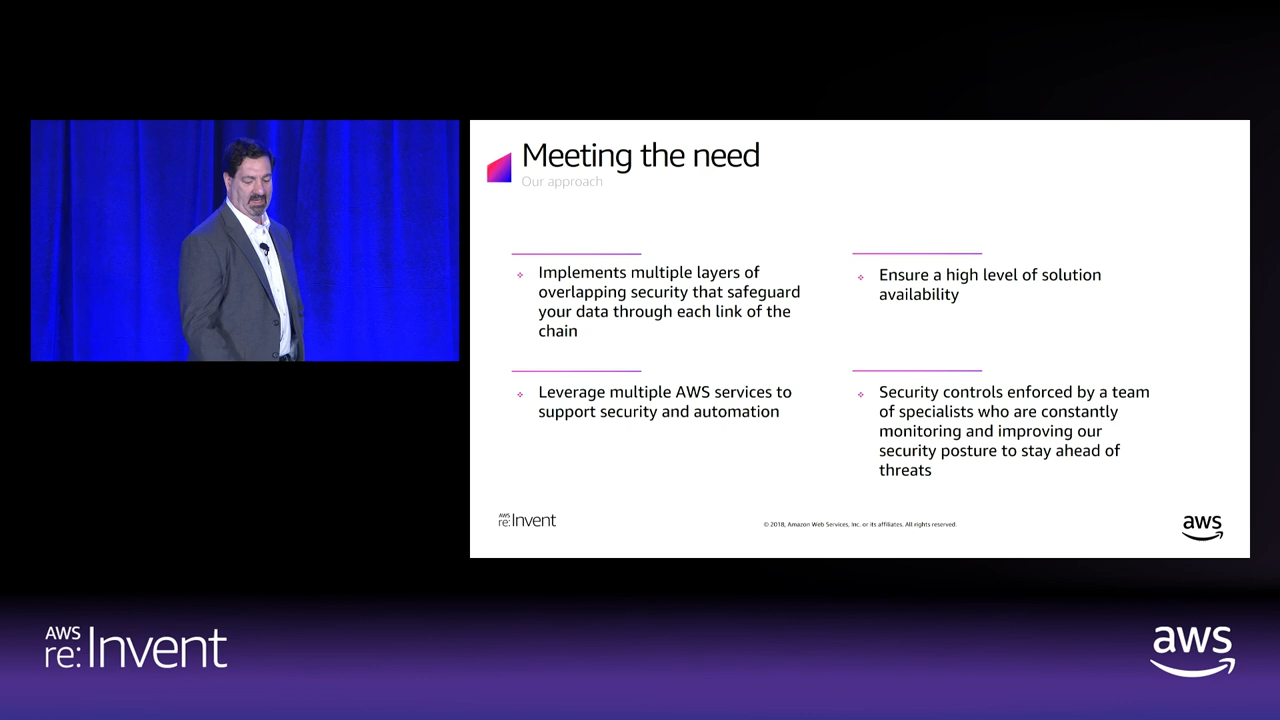 Meeting the need
Our approach
Implements multiple layers of
overlapping security that safeguard
your data through each link of the
chain
Ensure a high level of solution
availability
Leverage multiple AWS services to
support security and automation
Security controls enforced by a team
of specialists who are constantly
monitoring and improving our
security posture to stay ahead of
threats
AWS
re:Invent
© 2018, Amazon Web Services, Inc. or its affiliates. All rights reserved.
aws
AWS
re:Invent
aws